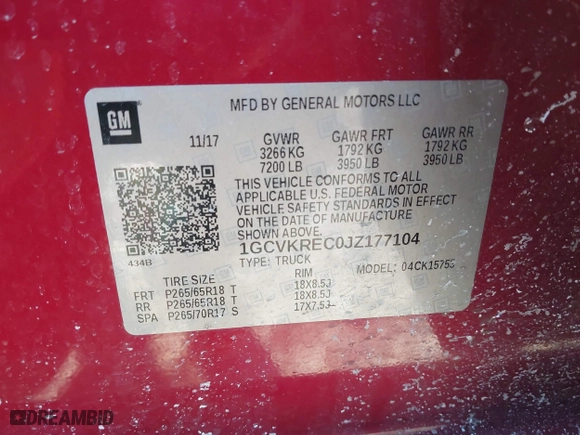 GM
MFD BY GENERAL MOTORS LLC
11/17 GVWR GAWR FRT GAWR RR
3266 KG 1792 KG 1792 KG
7200 LB 3950 LB 3950 LB
THIS VEHICLE CONFORMS TO ALL
APPLICABLE U.S. FEDERAL MOTOR
VEHICLE SAFETY STANDARDS IN EFFECT
ON THE DATE OF MANUFACTURE
SHOWN ABOVE.
434B
1GCVKREC0JZ177104
TYPE: TRUCK MODEL: 04CK15753
TIRE SIZE RIM
FRT P265/65R18 T 18X8.5J
RR P265/65R18 T 18X8.5J
SPA P265/70R17 S 17X7.5J
DREAMBID